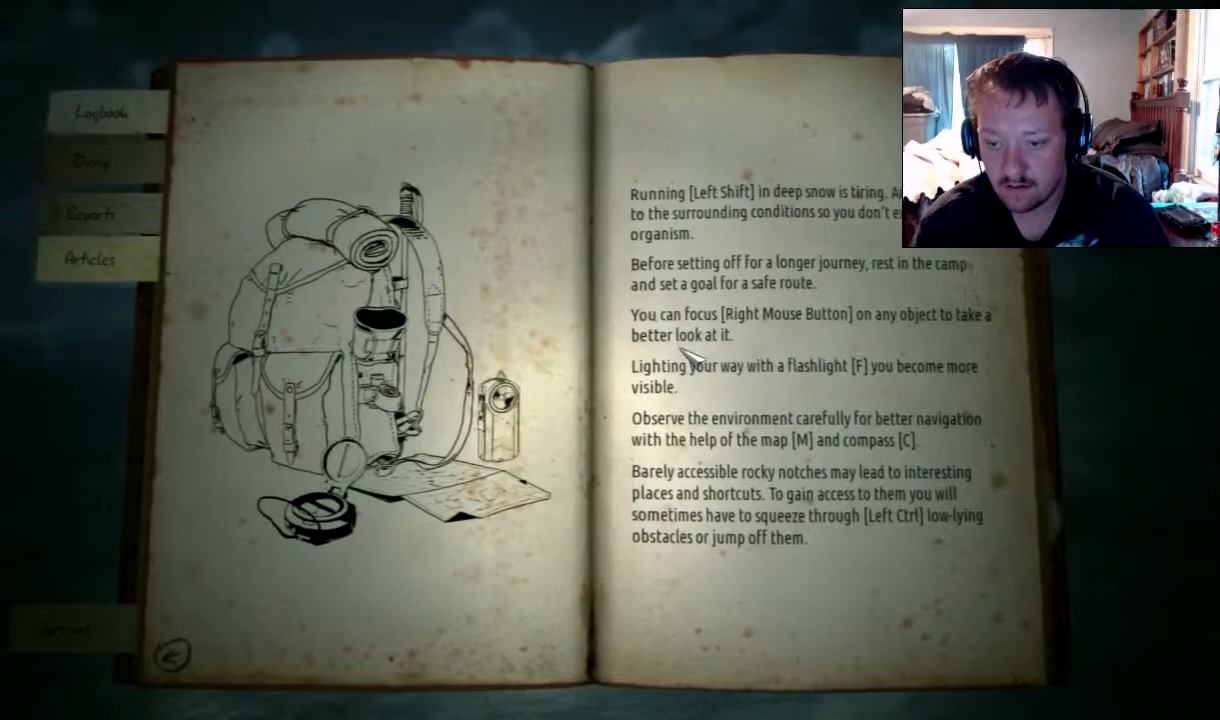 Logbook
Diary
Reports
Articles
Running [Left Shift] in deep snow is tiring.
to the surrounding conditions so you don't
organism.
Before setting off for a longer journey, rest in the camp
and set a goal for a safe route.
You can focus [Right Mouse Button] on any object to take a
better look at it.
Lighting your way with a flashlight [F] you become more
visible.
Observe the environment carefully for better navigation
with the help of the map [M] and compass [C].
Barely accessible rocky notches may lead to interesting
places and shortcuts. To gain access to them you will
sometimes have to squeeze through [Left Ctrl] low-lying
obstacles or jump off them.